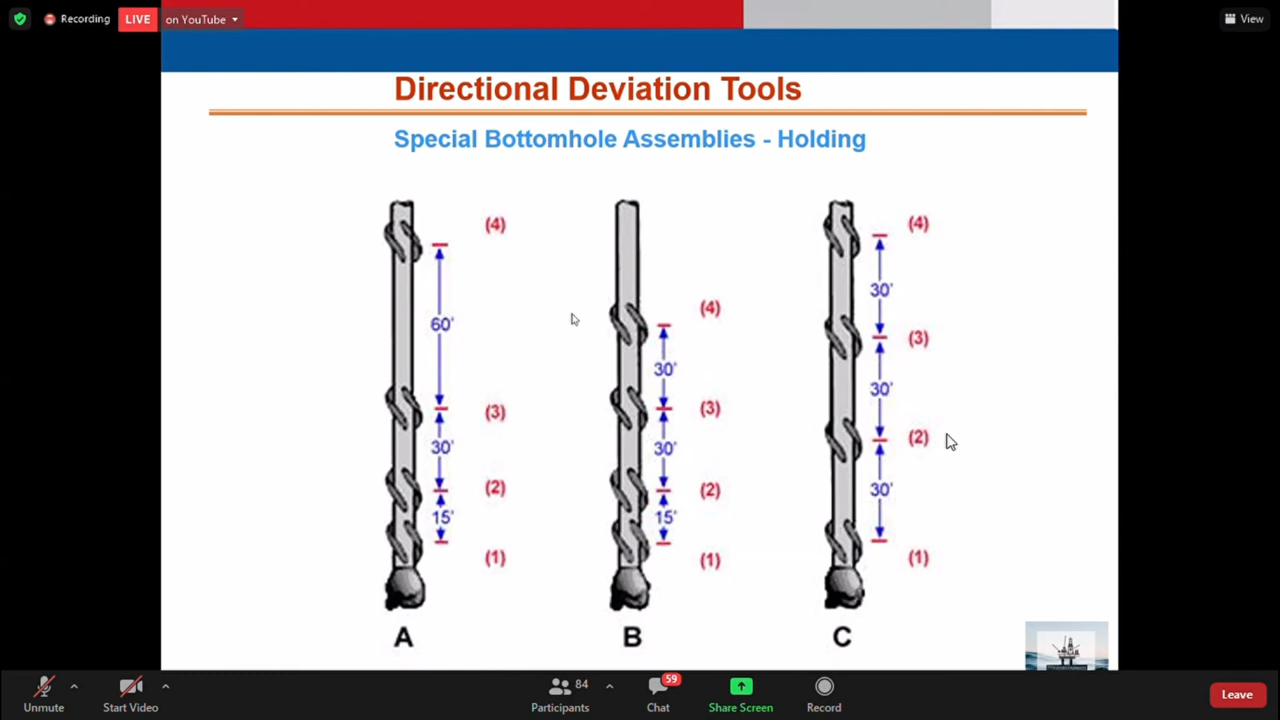 Recording
LIVE
on YouTube
View
Directional Deviation Tools
Special Bottomhole Assemblies - Holding
(4)
60'
(3)
30'
(2)
15'
(1)
A
(4)
30'
(3)
30'
(2)
15'
(1)
B
(4)
30'
(3)
30'
(2)
30'
(1)
C
Unmute
Start Video
84
Participants
59
Chat
Share Screen
Record
Leave